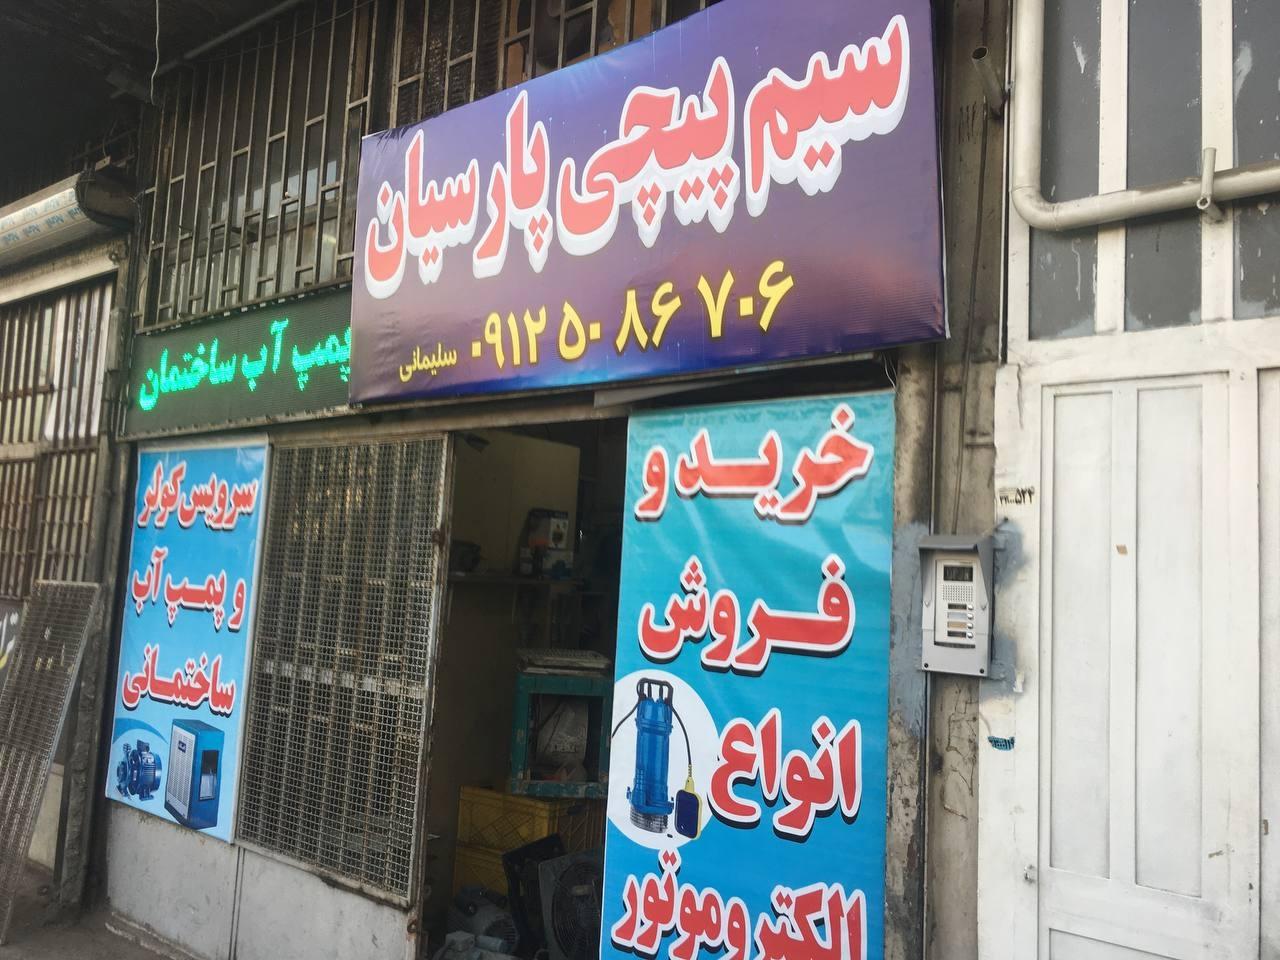 سیم پیچی پارسیان
۰۹۱۲ ۵۰ ۸۶ ۷۰۶ سلیمانی
پمپ آب ساختمان
سرویس کولر
و پمپ آب
ساختمانی
خرید و
فروش
انواع
الکتروموتور